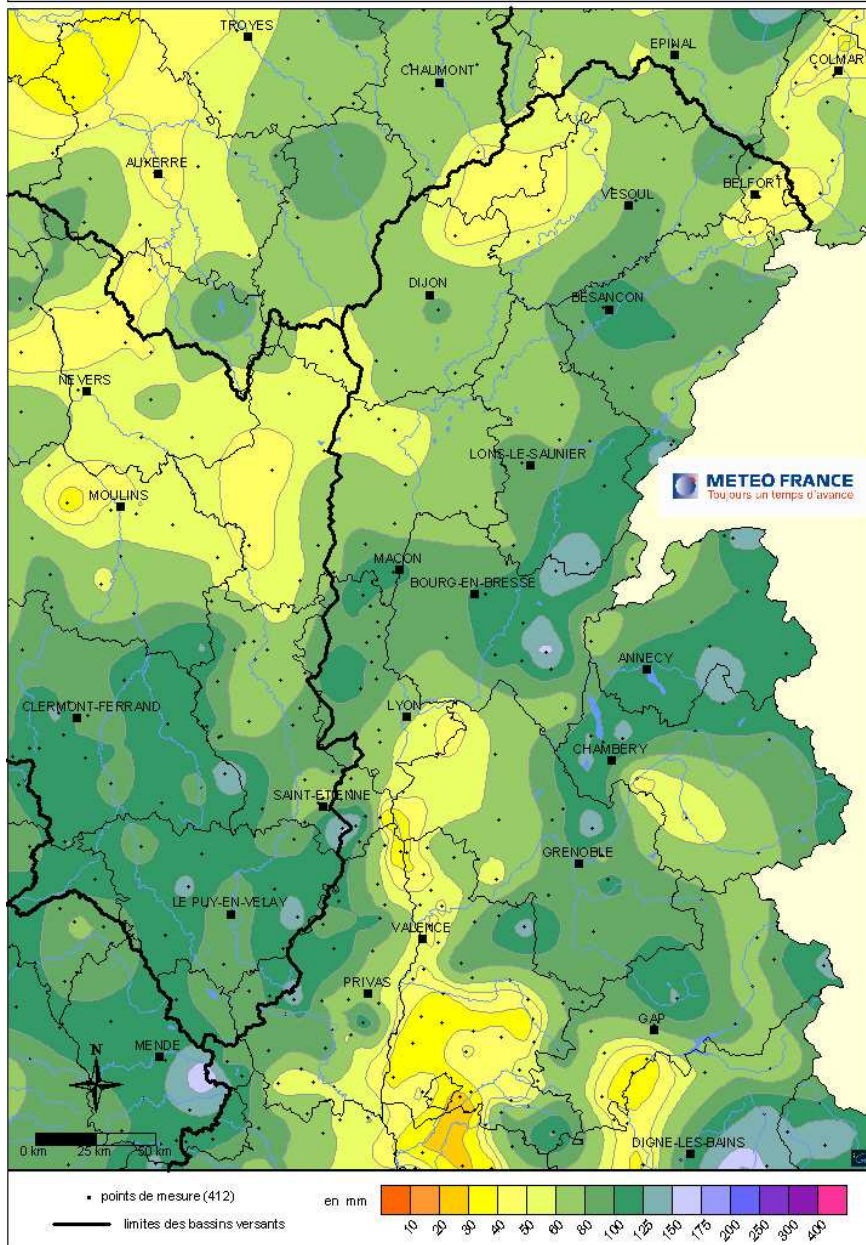 TROYES
EPINAL
CHAUMONT
COLMAR
AUXERRE
BELFORT
VESOUL
DIJON
BESANCON
NEVERS
LONS-LE-SAUNIER
METEO FRANCE
Toujours un temps d'avance
MOULINS
MACON
BOURG-EN-BRESSE
ANNECY
CLERMONT-FERRAND
LYON
CHAMBERY
SAINT-ETIENNE
GRENOBLE
LE PUY-EN-VELAY
VALENCE
PRIVAS
GAP
N
MENDE
DIGNE-LES-BAINS
0 km 25 km 50 km
points de mesure (412)
limites des bassins versants
en mm
10 20 30 40 50 60 80 100 125 150 175 200 250 300 400